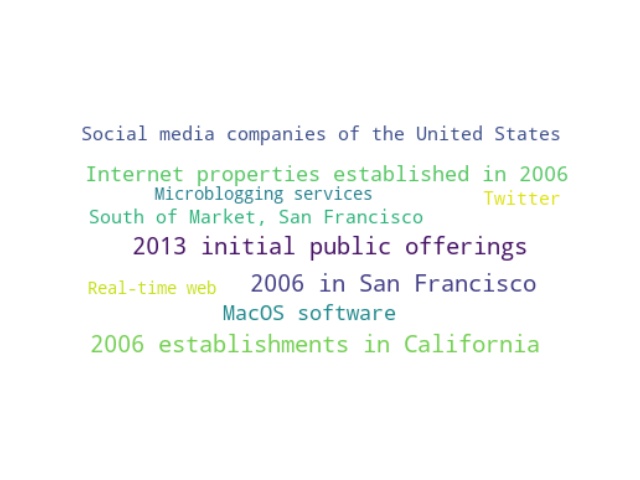 Social media companies of the United States
Internet properties established in 2006
Microblogging services
Twitter
South of Market, San Francisco
2013 initial public offerings
Real-time web
2006 in San Francisco
MacOS software
2006 establishments in California